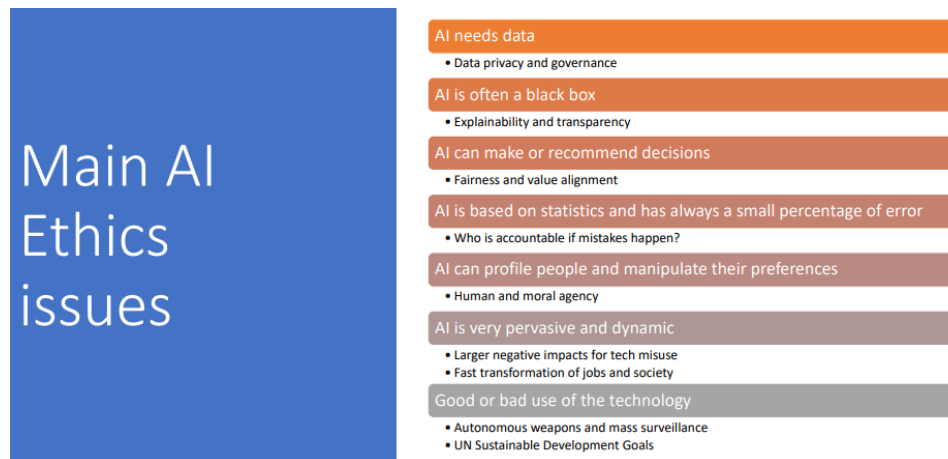 Main AI
Ethics
issues
AI needs data
• Data privacy and governance
AI is often a black box
• Explainability and transparency
AI can make or recommend decisions
• Fairness and value alignment
AI is based on statistics and has always a small percentage of error
• Who is accountable if mistakes happen?
AI can profile people and manipulate their preferences
• Human and moral agency
AI is very pervasive and dynamic
• Larger negative impacts for tech misuse
• Fast transformation of jobs and society
Good or bad use of the technology
• Autonomous weapons and mass surveillance
• UN Sustainable Development Goals